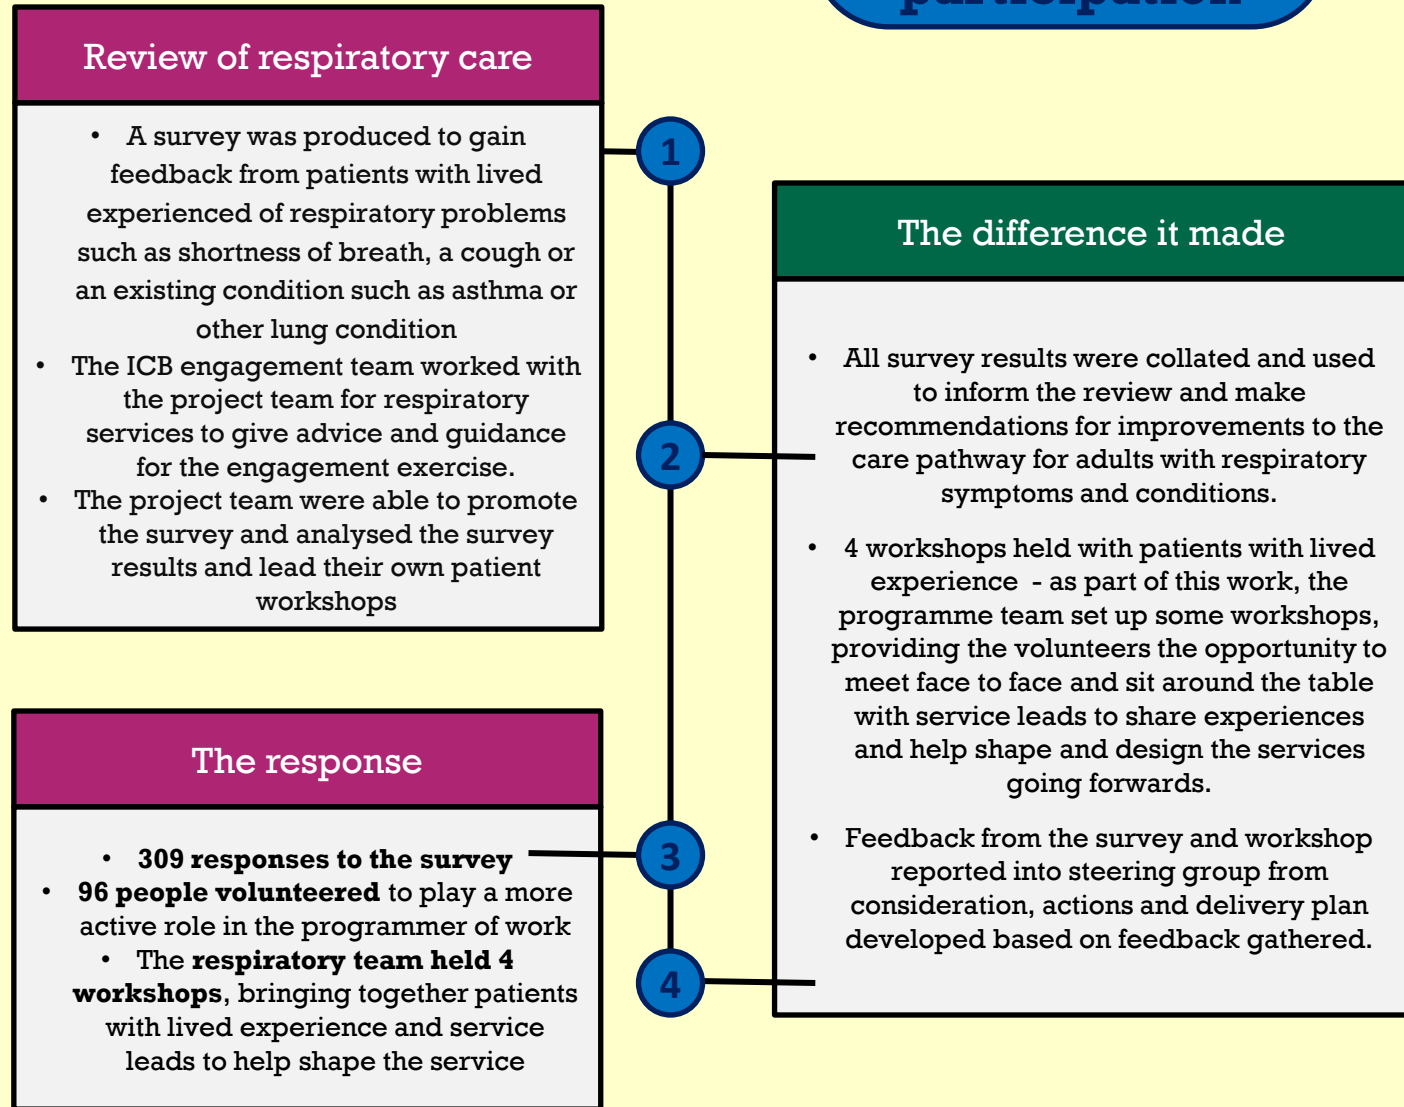 participation
Review of respiratory care
• A survey was produced to gain
feedback from patients with lived
experienced of respiratory problems
such as shortness of breath, a cough or
an existing condition such as asthma or
other lung condition
• The ICB engagement team worked with
the project team for respiratory
services to give advice and guidance
for the engagement exercise.
• The project team were able to promote
the survey and analysed the survey
results and lead their own patient
workshops
1
2
3
4
The difference it made
• All survey results were collated and used
to inform the review and make
recommendations for improvements to the
care pathway for adults with respiratory
symptoms and conditions.
• 4 workshops held with patients with lived
experience - as part of this work, the
programme team set up some workshops,
providing the volunteers the opportunity to
meet face to face and sit around the table
with service leads to share experiences
and help shape and design the services
going forwards.
• Feedback from the survey and workshop
reported into steering group from
consideration, actions and delivery plan
developed based on feedback gathered.
The response
• 309 responses to the survey
• 96 people volunteered to play a more
active role in the programmer of work
• The respiratory team held 4
workshops, bringing together patients
with lived experience and service
leads to help shape the service